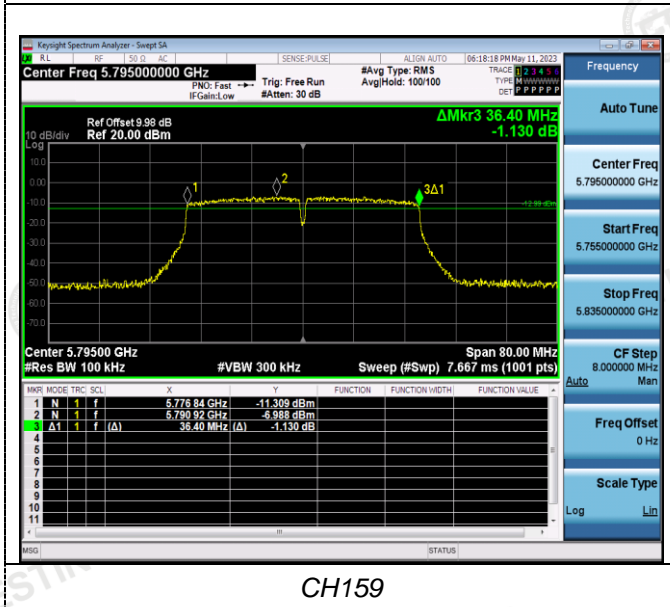 Keysight Spectrum Analyzer - Swept SA
RL RF 50 Ω AC SENSE:PULSE ALIGN AUTO 06:18:18 PM May 11, 2023
Center Freq 5.795000000 GHz #Avg Type: RMS TRACE 1 2 3 4 5 6
PNO: Fast Trig: Free Run Avg|Hold: 100/100 TYPE M
IFGain:Low #Atten: 30 dB DET P P P P P P
ΔMkr3 36.40 MHz
-1.130 dB
Ref Offset 9.98 dB
10 dB/div Ref 20.00 dBm
Log
10.0
0.00
-10.0
-20.0
-30.0
-40.0
-50.0
-60.0
-70.0
1
2
3Δ1
-12.99 dBm
Center 5.79500 GHz Span 80.00 MHz
#Res BW 100 kHz #VBW 300 kHz Sweep (#Swp) 7.667 ms (1001 pts)
MKR MODE TRC SCL X Y FUNCTION FUNCTION WIDTH FUNCTION VALUE
1 N 1 f 5.776 84 GHz -11.309 dBm
2 N 1 f 5.790 92 GHz -6.988 dBm
3 Δ1 1 f (Δ) 36.40 MHz (Δ) -1.130 dB
4
5
6
7
8
9
10
11
MSG STATUS
Frequency
Auto Tune
Center Freq
5.795000000 GHz
Start Freq
5.755000000 GHz
Stop Freq
5.835000000 GHz
CF Step
8.000000 MHz
Auto Man
Freq Offset
0 Hz
Scale Type
Log Lin
CH159